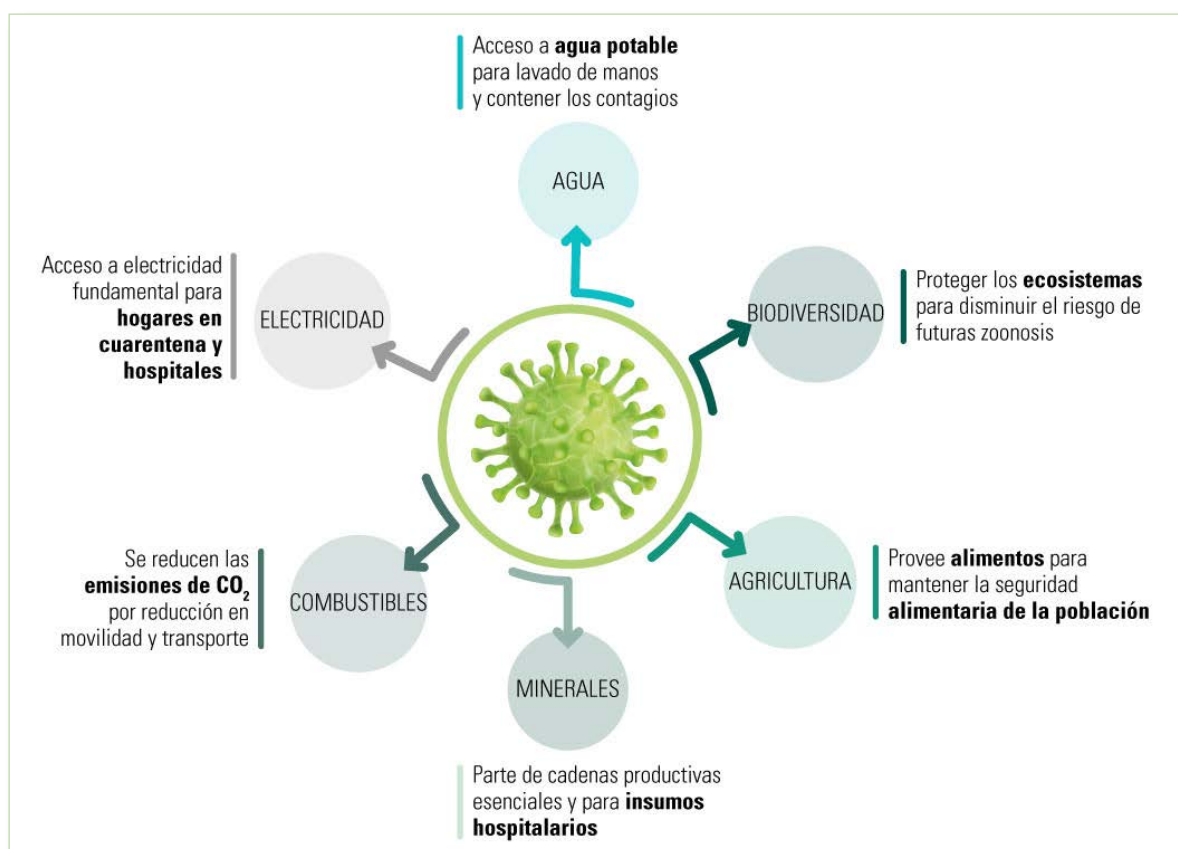 Acceso a agua potable
para lavado de manos
y contener los contagios
AGUA
Acceso a electricidad
fundamental para
hogares en
cuarentena y
hospitales
ELECTRICIDAD
BIODIVERSIDAD
Proteger los ecosistemas
para disminuir el riesgo de
futuras zoonosis
Se reducen las
emisiones de CO₂
por reducción en
movilidad y transporte
COMBUSTIBLES
AGRICULTURA
Provee alimentos para
mantener la seguridad
alimentaria de la población
MINERALES
Parte de cadenas productivas
esenciales y para insumos
hospitalarios